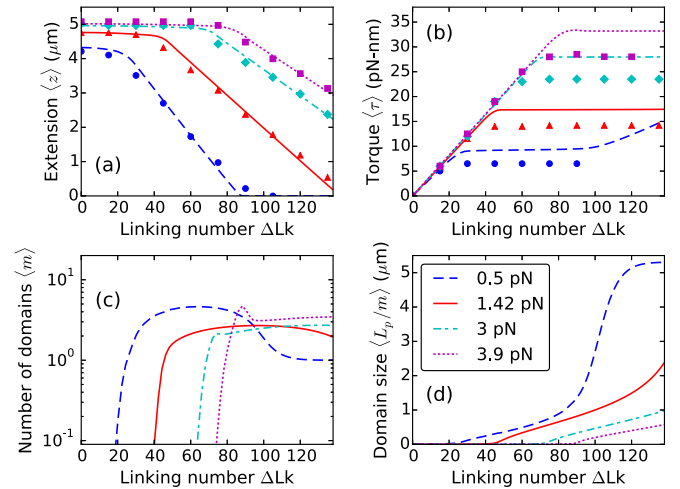 5
4
3
2
1
0
Extension ⟨z⟩ (μm)
(a)
0 20 40 60 80 100 120
Linking number ΔLk
35
30
25
20
15
10
5
0
Torque ⟨τ⟩ (pN-nm)
(b)
0 20 40 60 80 100 120
Linking number ΔLk
10¹
10⁰
10⁻¹
Number of domains ⟨m⟩
(c)
0 20 40 60 80 100 120
Linking number ΔLk
5
4
3
2
1
0
Domain size ⟨Lₚ/m⟩ (μm)
0.5 pN
1.42 pN
3 pN
3.9 pN
(d)
0 20 40 60 80 100 120
Linking number ΔLk